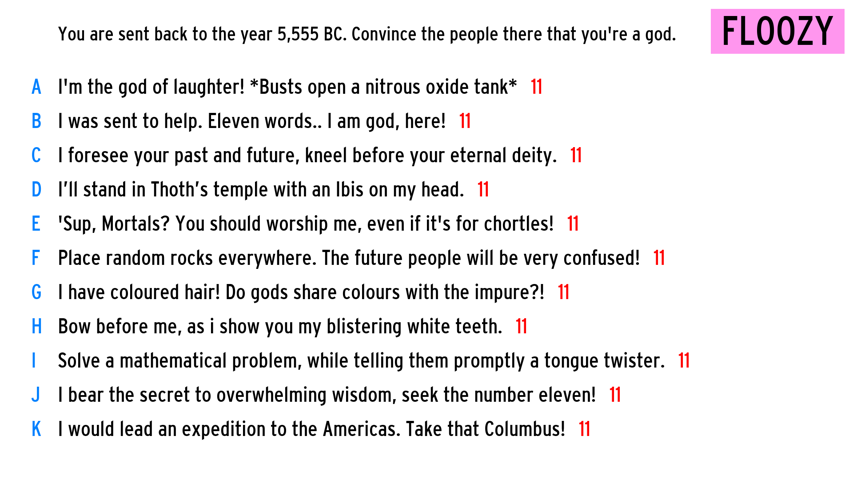 You are sent back to the year 5,555 BC. Convince the people there that you're a god.
FLOOZY
A I'm the god of laughter! *Busts open a nitrous oxide tank* 11
B I was sent to help. Eleven words.. I am god, here! 11
C I foresee your past and future, kneel before your eternal deity. 11
D I’ll stand in Thoth’s temple with an Ibis on my head. 11
E 'Sup, Mortals? You should worship me, even if it's for chortles! 11
F Place random rocks everywhere. The future people will be very confused! 11
G I have coloured hair! Do gods share colours with the impure?! 11
H Bow before me, as i show you my blistering white teeth. 11
I Solve a mathematical problem, while telling them promptly a tongue twister. 11
J I bear the secret to overwhelming wisdom, seek the number eleven! 11
K I would lead an expedition to the Americas. Take that Columbus! 11